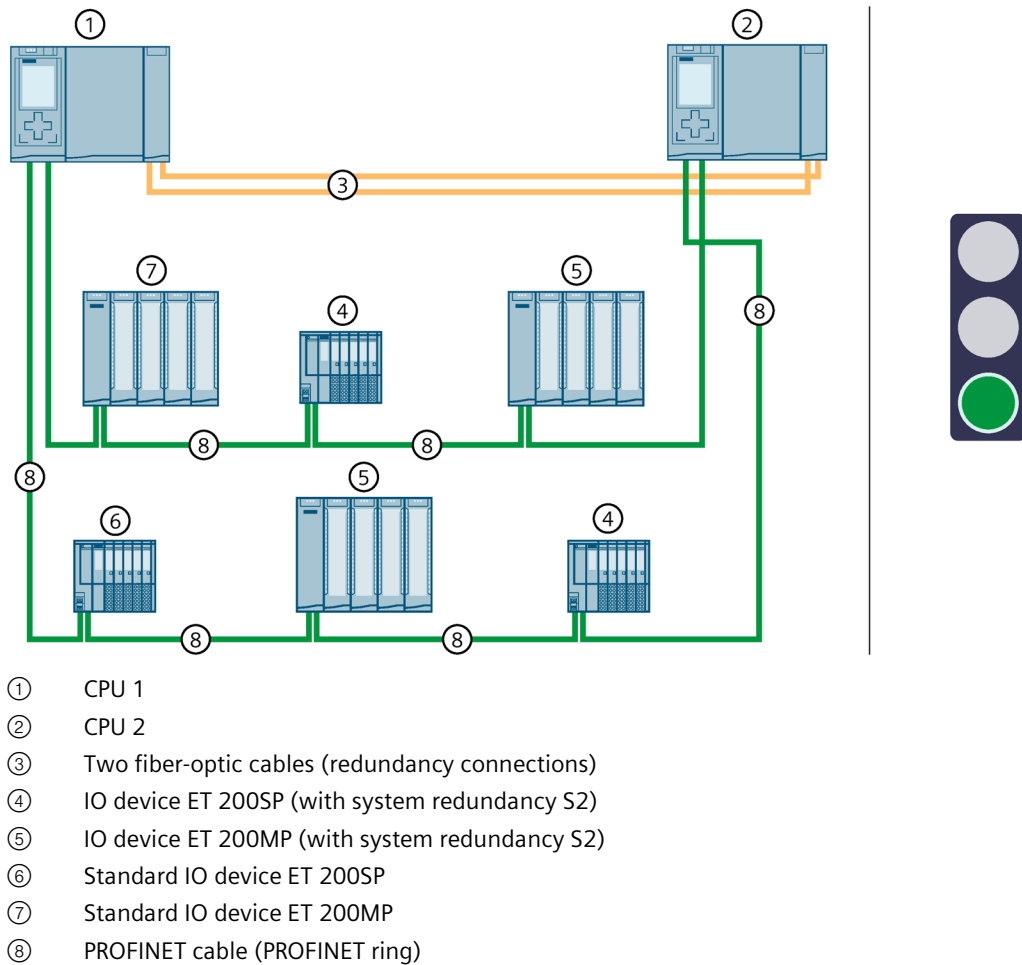 ①
②
③
⑦
⑤
④
⑧
⑧
⑧
⑧
⑤
⑥
④
⑧
⑧
① CPU 1
② CPU 2
③ Two fiber-optic cables (redundancy connections)
④ IO device ET 200SP (with system redundancy S2)
⑤ IO device ET 200MP (with system redundancy S2)
⑥ Standard IO device ET 200SP
⑦ Standard IO device ET 200MP
⑧ PROFINET cable (PROFINET ring)